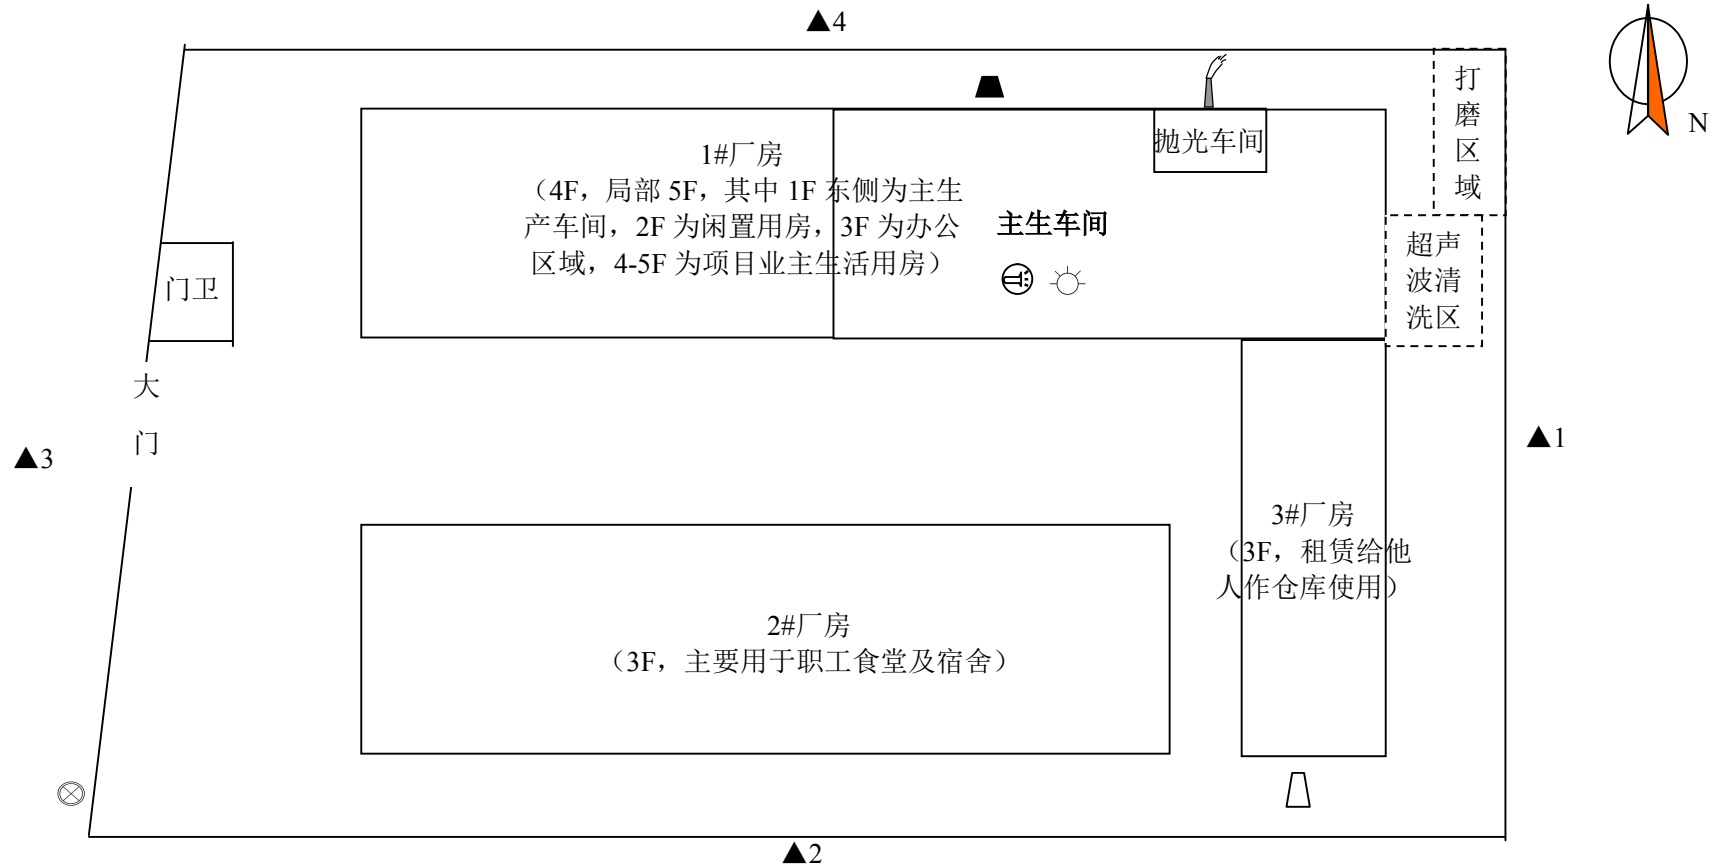 ▲4
打
磨
区
域
N
抛光车间
1#厂房
（4F，局部 5F，其中 1F 东侧为主生
产车间，2F 为闲置用房，3F 为办公
区域，4-5F 为项目业主生活用房）
主生车间
超声
波清
洗区
门卫
大
门
▲3
▲1
3#厂房
（3F，租赁给他
人作仓库使用）
2#厂房
（3F，主要用于职工食堂及宿舍）
▲2